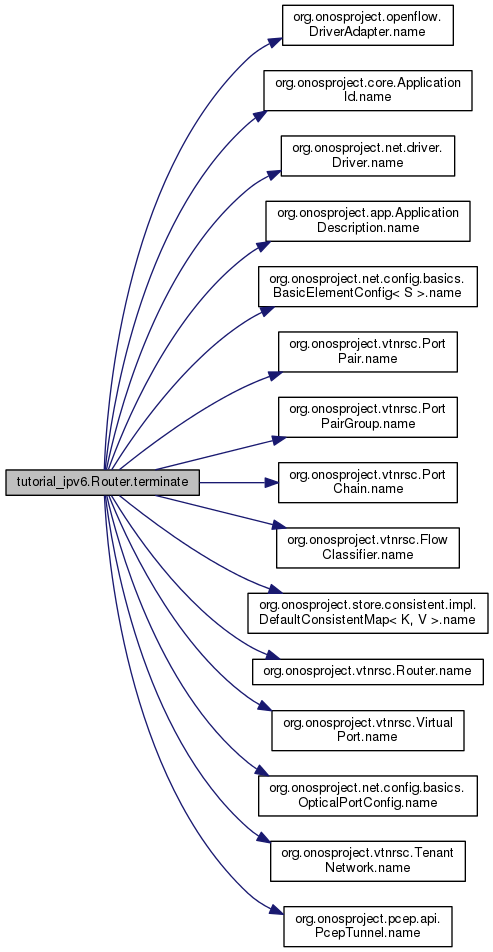 org.onosproject.openflow.
DriverAdapter.name
org.onosproject.core.Application
Id.name
org.onosproject.net.driver.
Driver.name
org.onosproject.app.Application
Description.name
org.onosproject.net.config.basics.
BasicElementConfig< S >.name
org.onosproject.vtnrsc.Port
Pair.name
org.onosproject.vtnrsc.Port
PairGroup.name
tutorial_ipv6.Router.terminate
org.onosproject.vtnrsc.Port
Chain.name
org.onosproject.vtnrsc.Flow
Classifier.name
org.onosproject.store.consistent.impl.
DefaultConsistentMap< K, V >.name
org.onosproject.vtnrsc.Router.name
org.onosproject.vtnrsc.Virtual
Port.name
org.onosproject.net.config.basics.
OpticalPortConfig.name
org.onosproject.vtnrsc.Tenant
Network.name
org.onosproject.pcep.api.
PcepTunnel.name